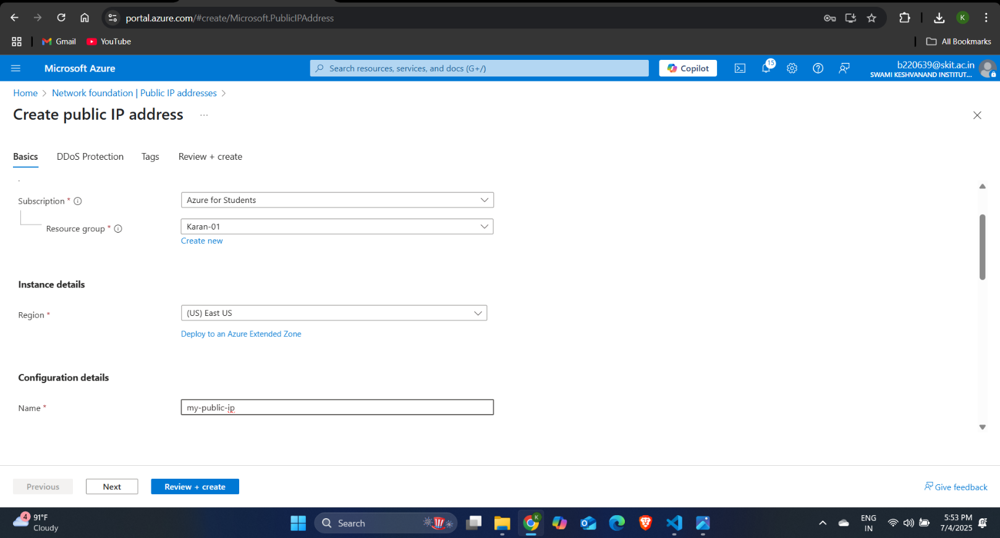 portal.azure.com/#create/Microsoft.PublicIPAddress
K
Gmail
YouTube
All Bookmarks
Microsoft Azure
Search resources, services, and docs (G+/)
Copilot
15
b220639@skit.ac.in
SWAMI KESHVANAND INSTITUT...
Home > Network foundation | Public IP addresses >
Create public IP address ...
Basics
DDoS Protection
Tags
Review + create
Subscription *
Azure for Students
Resource group *
Karan-01
Create new
Instance details
Region *
(US) East US
Deploy to an Azure Extended Zone
Configuration details
Name *
my-public-ip
Previous
Next
Review + create
Give feedback
4
91°F
Cloudy
Search
K
ENG
IN
5:53 PM
7/4/2025